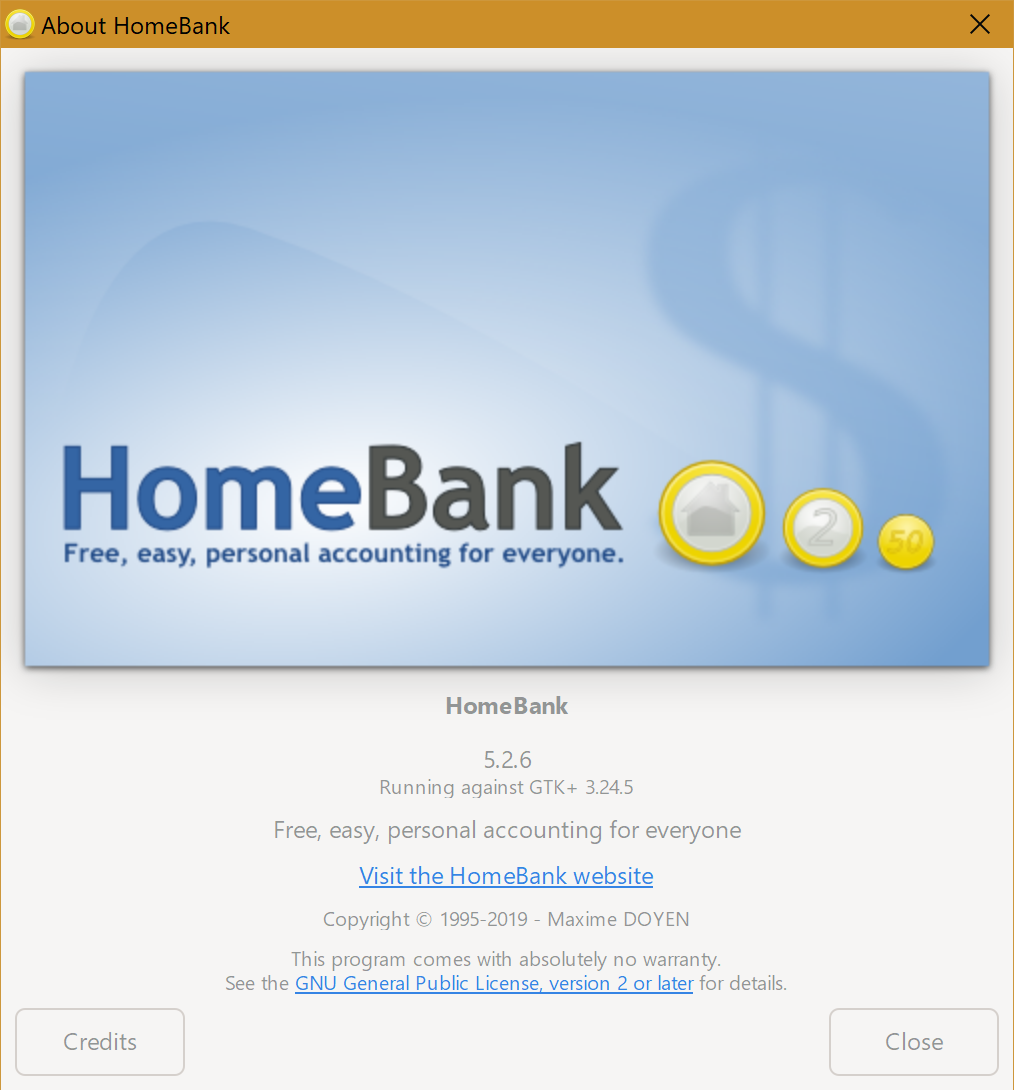 About HomeBank
HomeBank
Free, easy, personal accounting for everyone.
2
50
HomeBank
5.2.6
Running against GTK+ 3.24.5
Free, easy, personal accounting for everyone
Visit the HomeBank website
Copyright © 1995-2019 - Maxime DOYEN
This program comes with absolutely no warranty.
See the GNU General Public License, version 2 or later for details.
Credits
Close